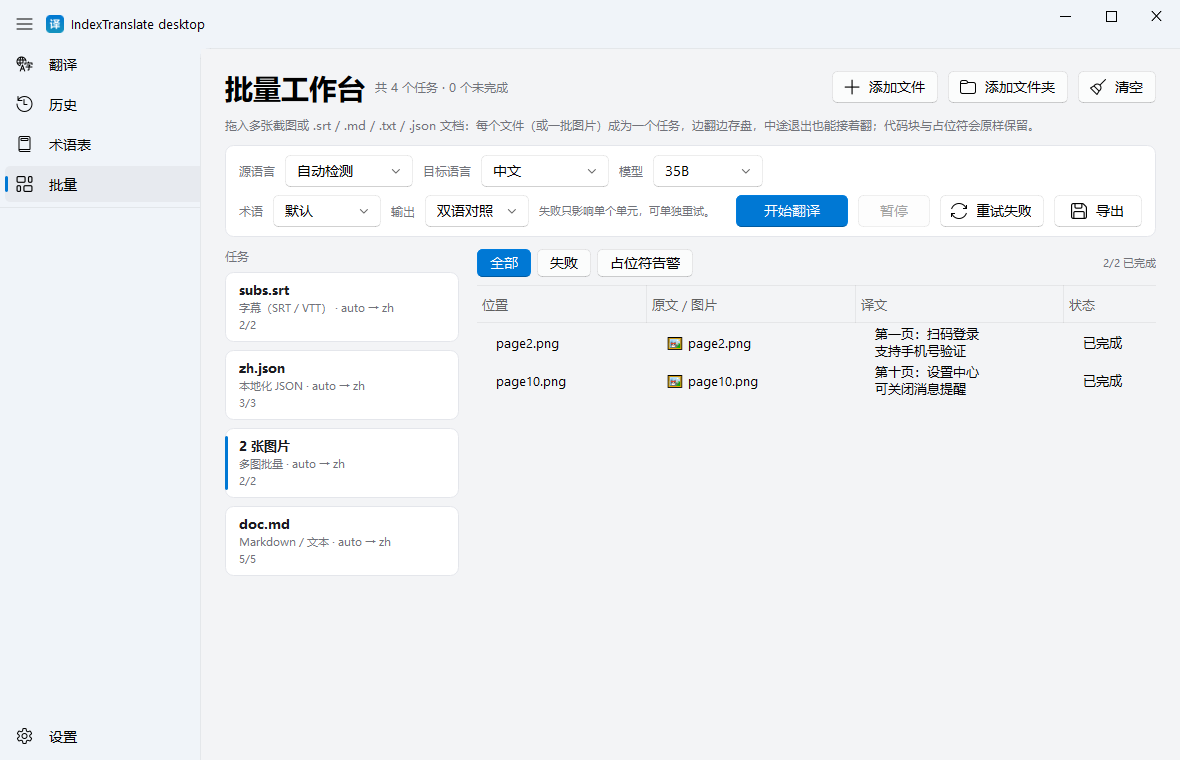 IndexTranslate desktop
翻译
历史
术语表
批量
设置
批量工作台 共 4 个任务 · 0 个未完成
添加文件 添加文件夹 清空
拖入多张截图或 .srt / .md / .txt / .json 文档：每个文件（或一批图片）成为一个任务，边翻边存盘，中途退出也能接着翻；代码块与占位符会原样保留。
源语言 自动检测 目标语言 中文 模型 35B
术语 默认 输出 双语对照 失败只影响单个单元，可单独重试。 开始翻译 暂停 重试失败 导出
任务
subs.srt
字幕（SRT / VTT） · auto → zh
2/2
zh.json
本地化 JSON · auto → zh
3/3
2 张图片
多图批量 · auto → zh
2/2
doc.md
Markdown / 文本 · auto → zh
5/5
全部 失败 占位符告警 2/2 已完成
位置 原文 / 图片 译文 状态
page2.png page2.png 第一页：扫码登录
支持手机号验证 已完成
page10.png page10.png 第十页：设置中心
可关闭消息提醒 已完成